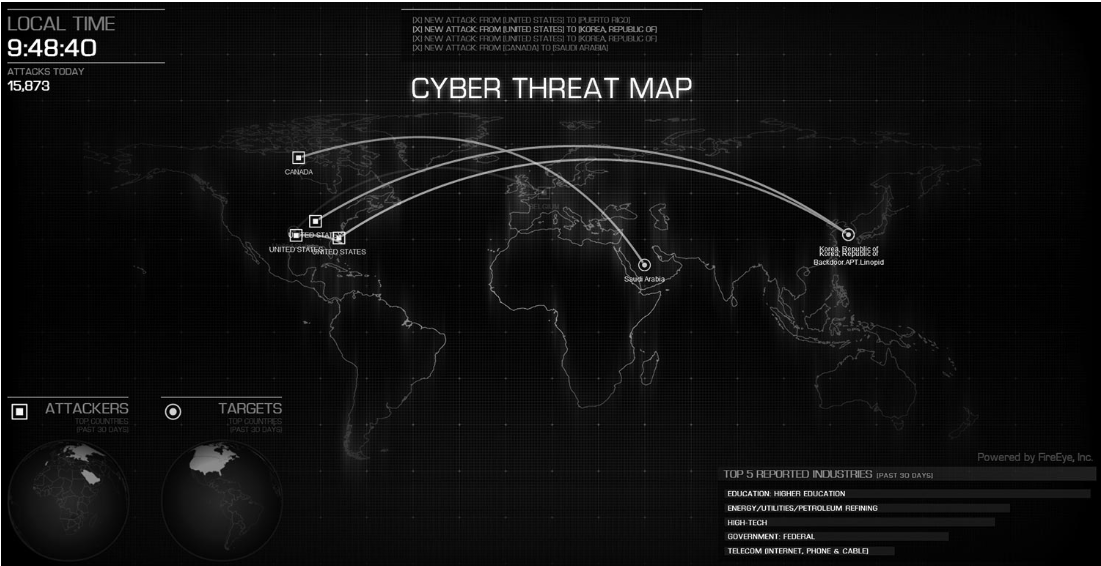 LOCAL TIME
9:48:40
ATTACKS TODAY
15,873
[X] NEW ATTACK: FROM [UNITED STATES] TO [PUERTO RICO]
[X] NEW ATTACK: FROM [UNITED STATES] TO [KOREA, REPUBLIC OF]
[X] NEW ATTACK: FROM [UNITED STATES] TO [KOREA, REPUBLIC OF]
[X] NEW ATTACK: FROM [CANADA] TO [SAUDI ARABIA]
CYBER THREAT MAP
CANADA
BELGIUM
UNITED STATES
UNITED STATES
UNITED STATES
Korea, Republic of
Korea, Republic of
Backdoor.APT.Linopid
Saudi Arabia
ATTACKERS
TOP COUNTRIES
(PAST 30 DAYS)
TARGETS
TOP COUNTRIES
(PAST 30 DAYS)
Powered by FireEye, Inc.
TOP 5 REPORTED INDUSTRIES (PAST 30 DAYS)
EDUCATION: HIGHER EDUCATION
ENERGY/UTILITIES/PETROLEUM REFINING
HIGH-TECH
GOVERNMENT: FEDERAL
TELECOM (INTERNET, PHONE & CABLE)